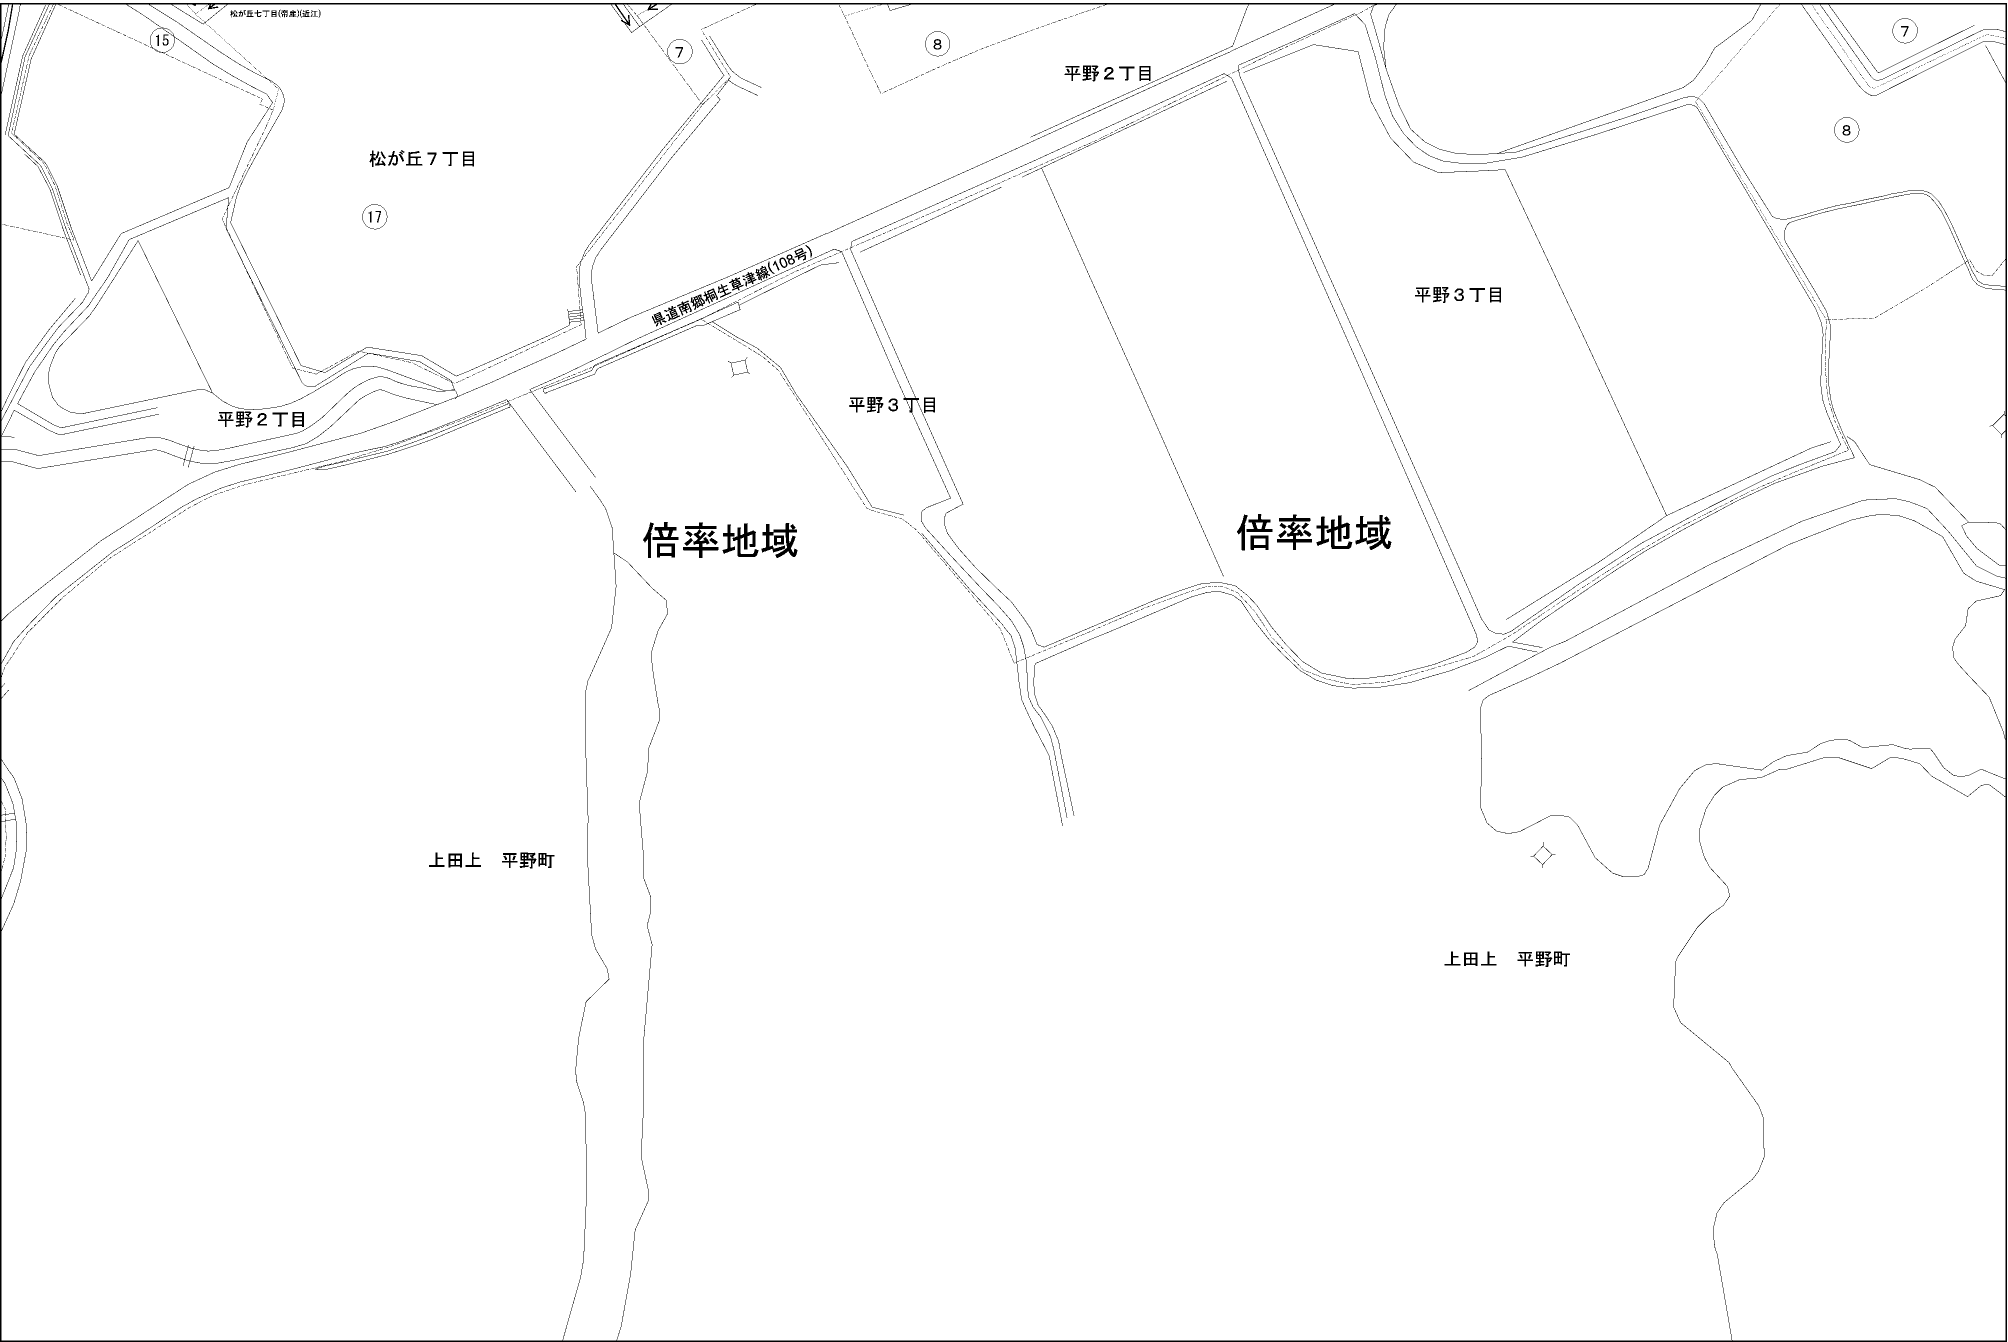 松が丘七丁目(帝産)(近江)
15
7
8
7
平野2丁目
8
松が丘7丁目
17
県道南郷桐生草津線(108号)
平野3丁目
平野3丁目
平野2丁目
倍率地域
倍率地域
上田上　平野町
上田上　平野町